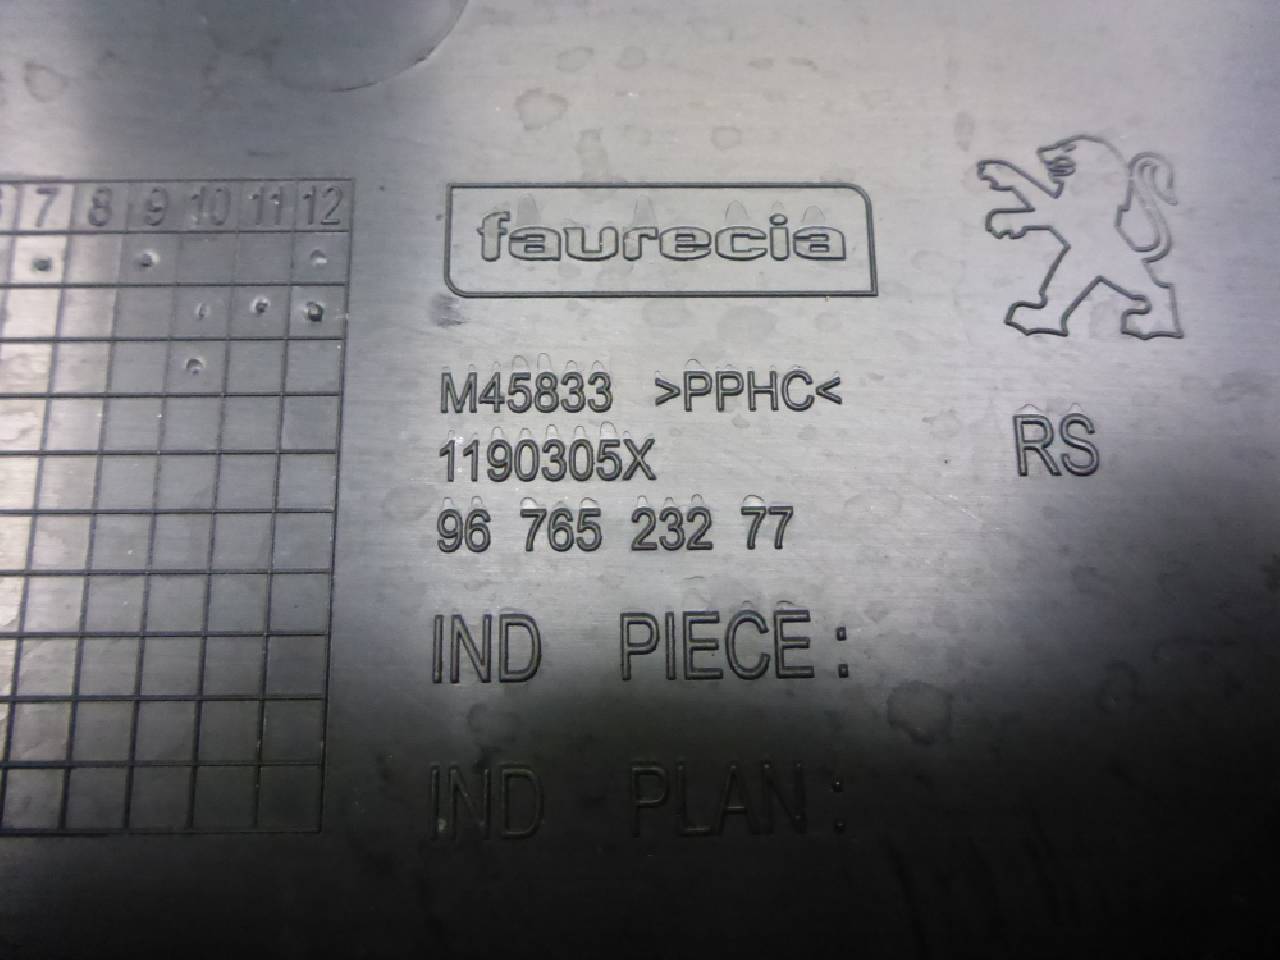 7 8 9 10 11 12
faurecia
M45833 >PPHC<
1190305X
RS
96 765 232 77
IND PIECE:
IND PLAN: